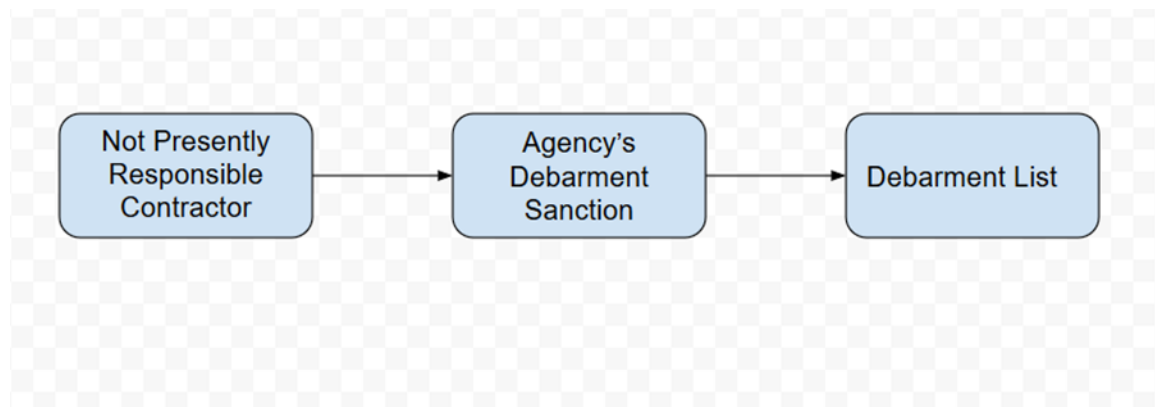 Not Presently
Responsible
Contractor
Agency’s
Debarment
Sanction
Debarment List